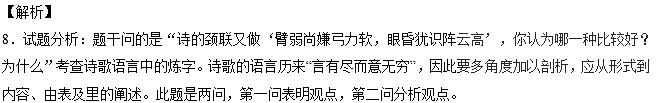 【解析】
8．试题分析：题干问的是“诗的颈联又做‘臂弱尚嫌弓力软，眼昏犹识阵云高’，你认为哪一种比较好？
为什么”考查诗歌语言中的炼字。诗歌的语言历来“言有尽而意无穷”，因此要多角度加以剖析，应从形式到
内容、由表及里的阐述。此题是两问，第一问表明观点，第二问分析观点。